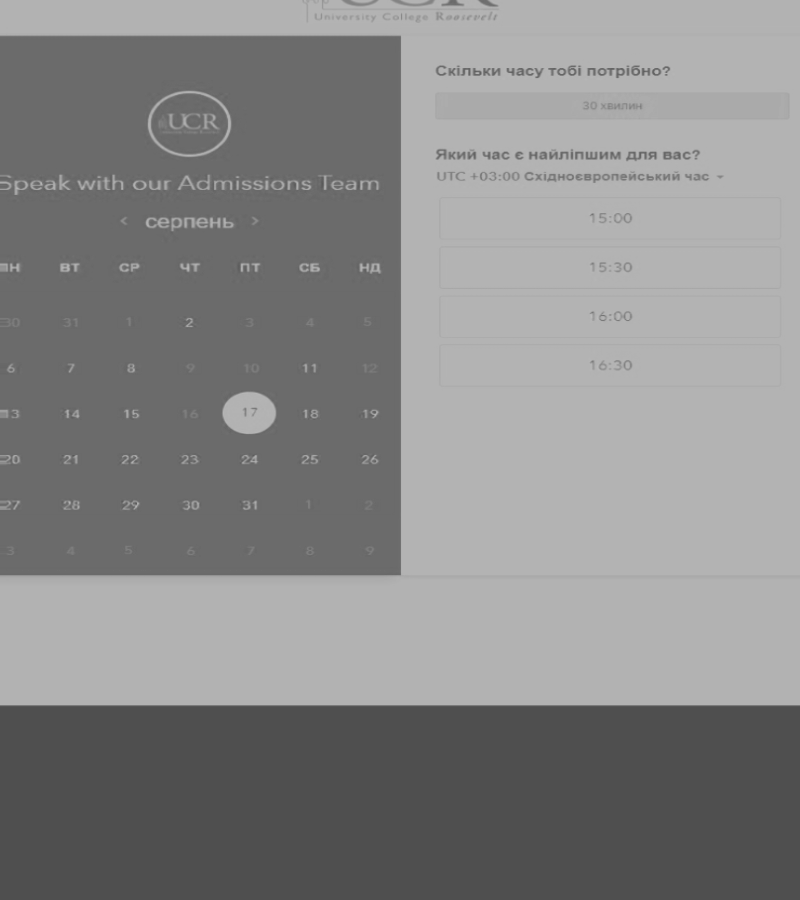 UCR
University College Roosevelt
UCR
Speak with our Admissions Team
< серпень >
ПН ВТ СР ЧТ ПТ СБ НД
30 31 1 2 3 4 5
6 7 8 9 10 11 12
13 14 15 16 17 18 19
20 21 22 23 24 25 26
27 28 29 30 31 1 2
3 4 5 6 7 8 9
Скільки часу тобі потрібно?
30 хвилин
Який час є найліпшим для вас?
UTC +03:00 Східноєвропейський час
15:00
15:30
16:00
16:30